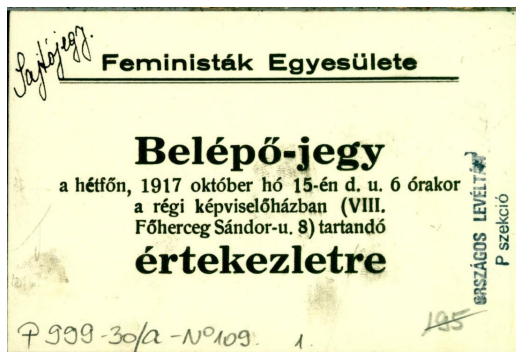 Sajtójegy.
Feministák Egyesülete
Belépő-jegy
a hétfőn, 1917 október hó 15-én d. u. 6 órakor
a régi képviselőházban (VIII.
Főherceg Sándor-u. 8) tartandó
értekezletre
ORSZÁGOS LEVÉLTÁR
P szekció
195
P 999-30/a-Nº109. 1.